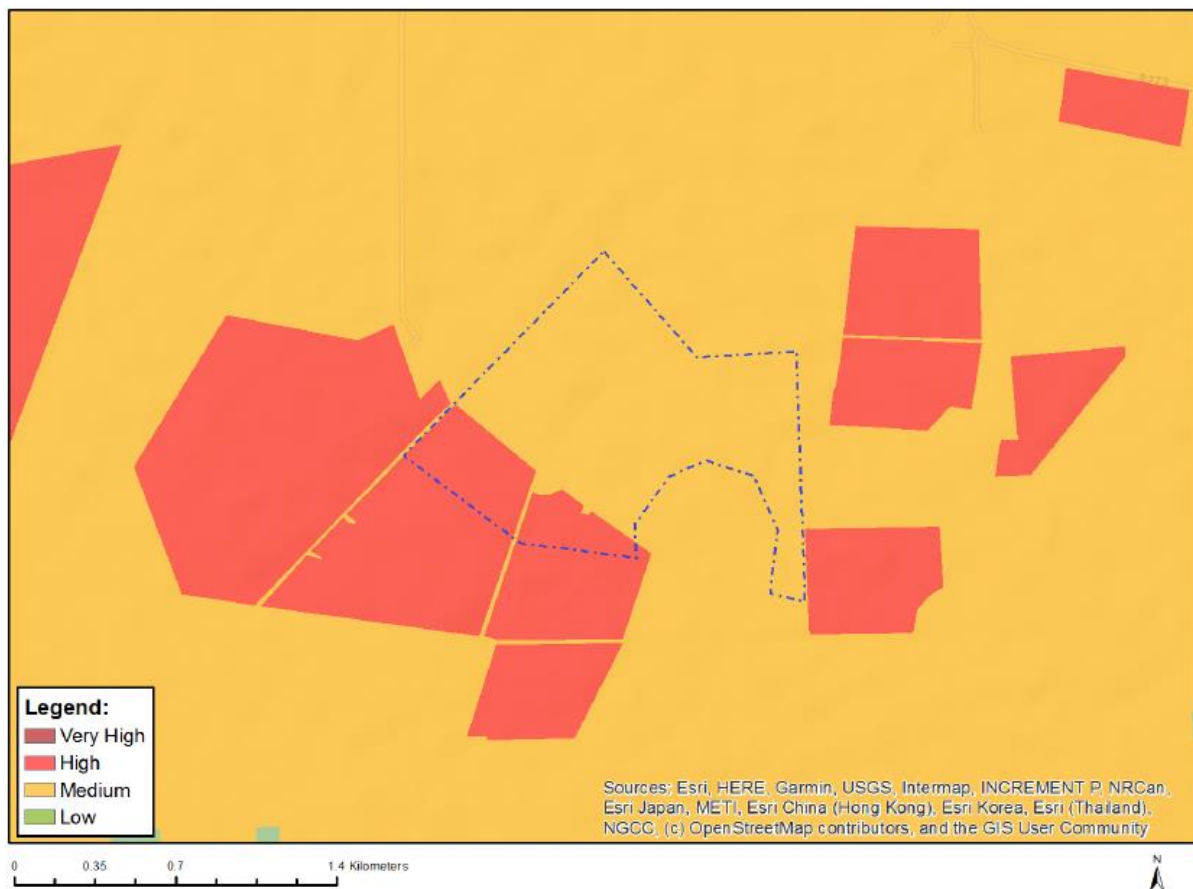 Legend:
Very High
High
Medium
Low
Sources: Esri, HERE, Garmin, USGS, Intermap, INCREMENT P, NRCan,
Esri Japan, METI, Esri China (Hong Kong), Esri Korea, Esri (Thailand),
NGCC, (c) OpenStreetMap contributors, and the GIS User Community
0 0.35 0.7 1.4 Kilometers
N